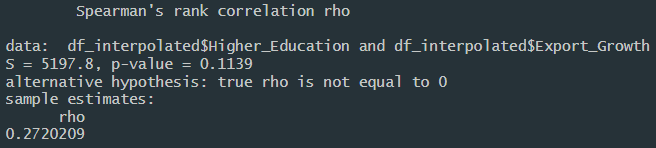 Spearman's rank correlation rho
data:  df_interpolated$Higher_Education and df_interpolated$Export_Growth
S = 5197.8, p-value = 0.1139
alternative hypothesis: true rho is not equal to 0
sample estimates:
rho
0.2720209